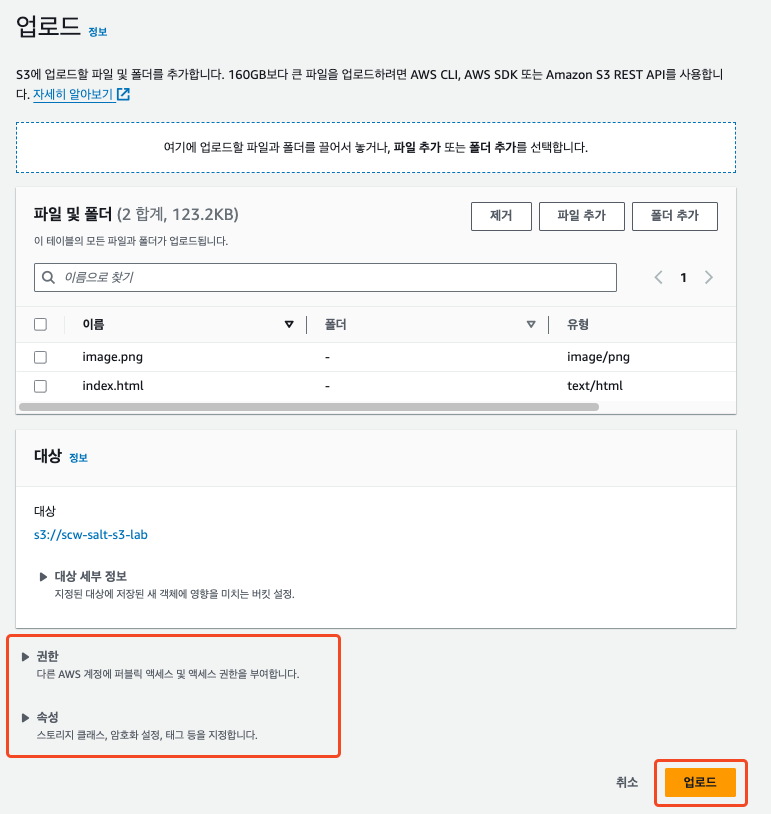 업로드 정보
S3에 업로드할 파일 및 폴더를 추가합니다. 160GB보다 큰 파일을 업로드하려면 AWS CLI, AWS SDK 또는 Amazon S3 REST API를 사용합니
다. 자세히 알아보기
여기에 업로드할 파일과 폴더를 끌어서 놓거나, 파일 추가 또는 폴더 추가를 선택합니다.
파일 및 폴더 (2 합계, 123.2KB)
제거
파일 추가
폴더 추가
이 테이블의 모든 파일과 폴더가 업로드됩니다.
이름으로 찾기
1
이름 폴더 유형
image.png - image/png
index.html - text/html
대상 정보
대상
s3://scw-salt-s3-lab
대상 세부 정보
지정된 대상에 저장된 새 객체에 영향을 미치는 버킷 설정.
권한
다른 AWS 계정에 퍼블릭 액세스 및 액세스 권한을 부여합니다.
속성
스토리지 클래스, 암호화 설정, 태그 등을 지정합니다.
취소
업로드